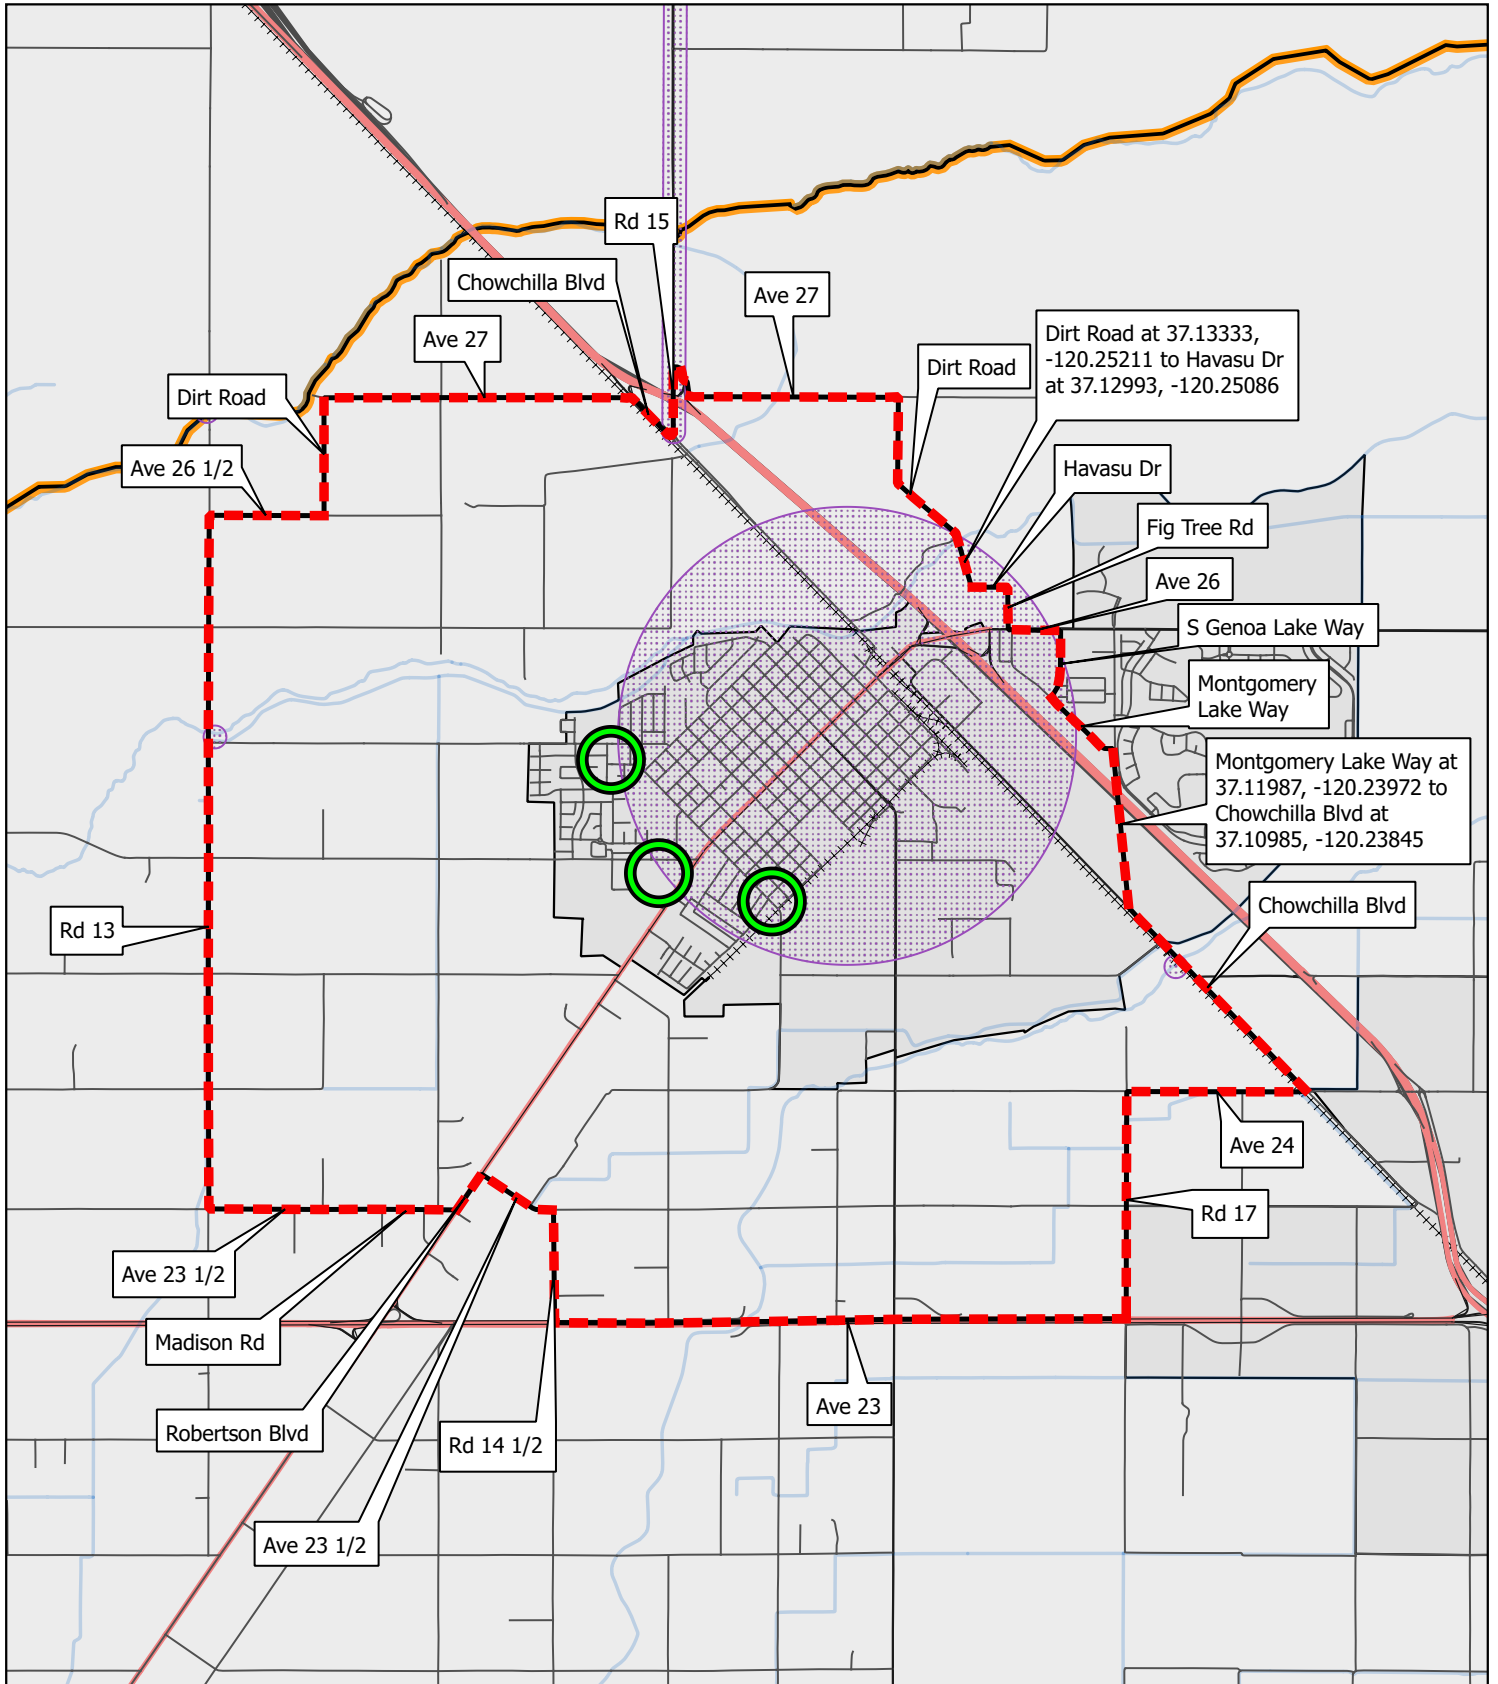 Rd 15
Chowchilla Blvd
Ave 27
Ave 27
Dirt Road at 37.13333,
-120.25211 to Havasu Dr
at 37.12993, -120.25086
Dirt Road
Dirt Road
Ave 26 1/2
Havasu Dr
Fig Tree Rd
Ave 26
S Genoa Lake Way
Montgomery
Lake Way
Montgomery Lake Way at
37.11987, -120.23972 to
Chowchilla Blvd at
37.10985, -120.23845
Chowchilla Blvd
Rd 13
Ave 24
Rd 17
Ave 23 1/2
Madison Rd
Ave 23
Robertson Blvd
Rd 14 1/2
Ave 23 1/2